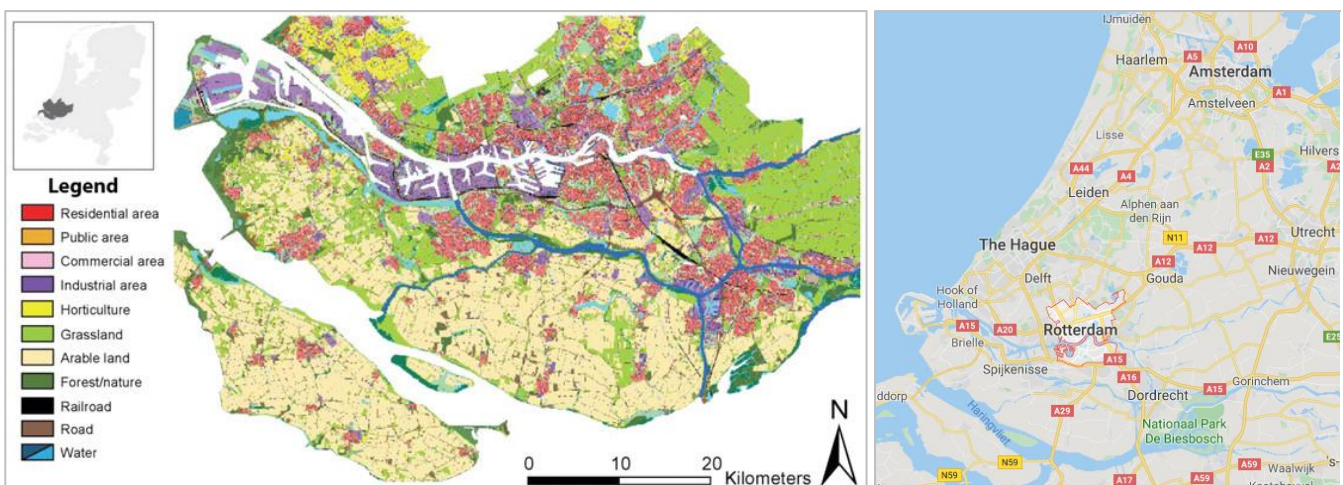 Legend
Residential area
Public area
Commercial area
Industrial area
Horticulture
Grassland
Arable land
Forest/nature
Railroad
Road
Water
0 10 20
Kilometers
N
IJmuiden
Haarlem
A5
A10
Amsterdam
A1
Amstelveen
Lisse
E35
A2
Hilvers
A44
A4
Leiden
Alphen aan
den Rijn
Utrecht
The Hague
N11
A12
A12
A12
Nieuwegein
Delft
Gouda
Hook of
Holland
A15
A20
Rotterdam
Brielle
A15
Spijkenisse
A16
Gorinchem
A15
Dordrecht
ddorp
A29
Haringvliet
Nationaal Park
De Biesbosch
N59
N59
A59
Waalwijk
's-
A17
A59